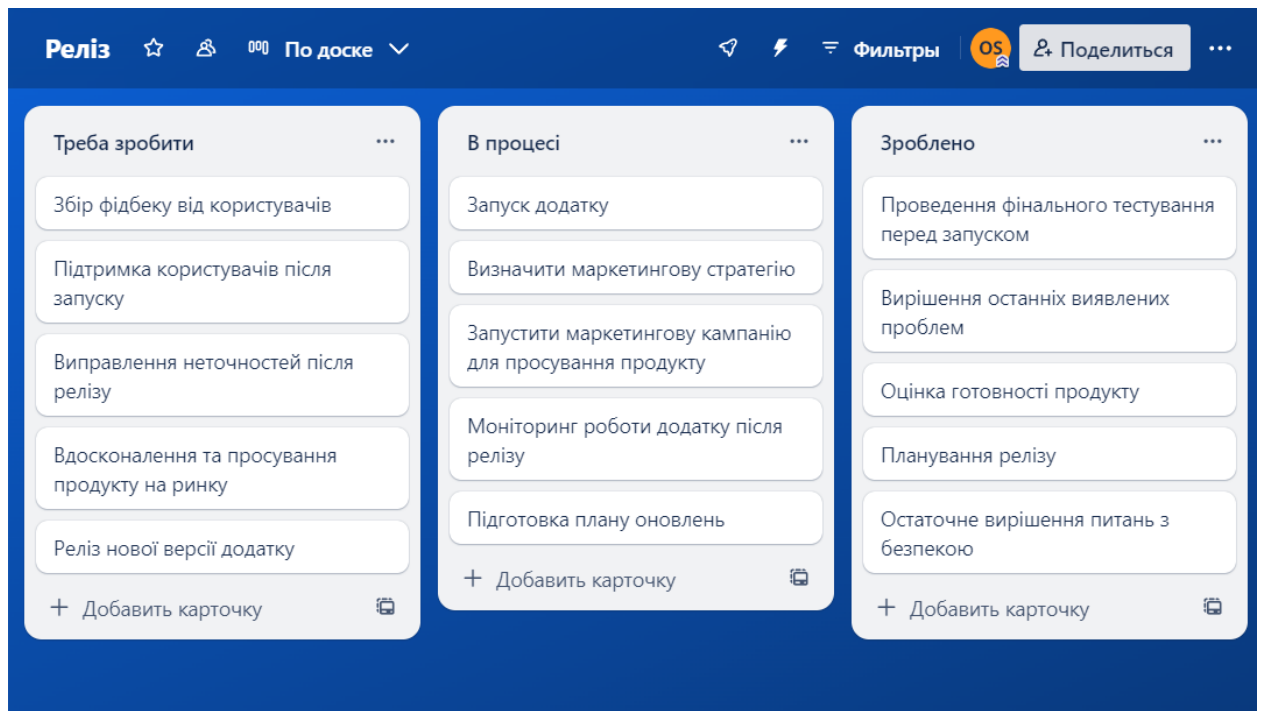 Реліз
По доске
Фильтры
OS
Поделиться
Треба зробити
Збір фідбеку від користувачів
Підтримка користувачів після
запуску
Виправлення неточностей після
релізу
Вдосконалення та просування
продукту на ринку
Реліз нової версії додатку
Добавить карточку
В процесі
Запуск додатку
Визначити маркетингову стратегію
Запустити маркетингову кампанію
для просування продукту
Моніторинг роботи додатку після
релізу
Підготовка плану оновлень
Добавить карточку
Зроблено
Проведення фінального тестування
перед запуском
Вирішення останніх виявлених
проблем
Оцінка готовності продукту
Планування релізу
Остаточне вирішення питань з
безпекою
Добавить карточку